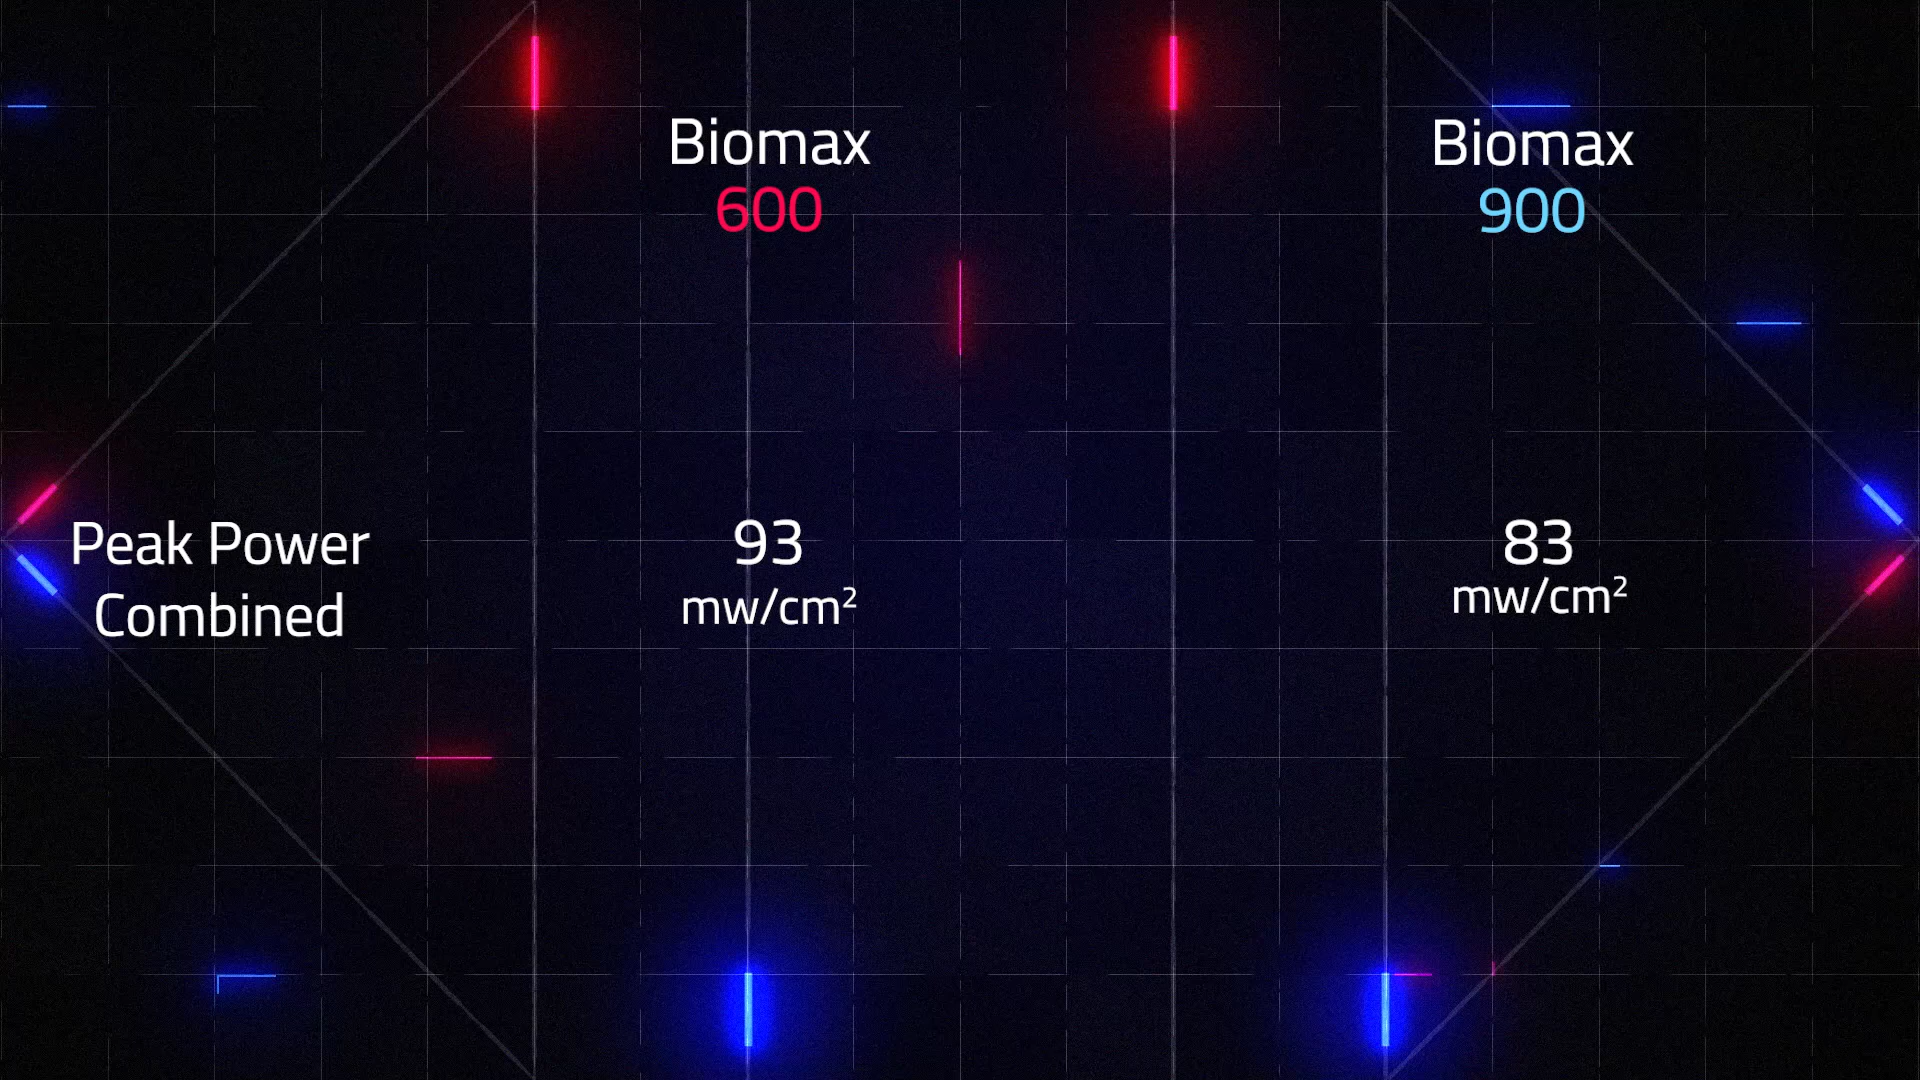 Biomax
600
Biomax
900
Peak Power
Combined
93
mw/cm²
83
mw/cm²